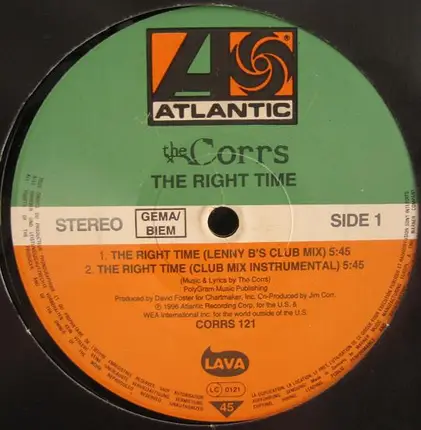 ATLANTIC
the Corrs
THE RIGHT TIME
STEREO
GEMA/
BIEM
SIDE 1
1. THE RIGHT TIME (LENNY B'S CLUB MIX) 5:45
2. THE RIGHT TIME (CLUB MIX INSTRUMENTAL) 5:45
(Music & Lyrics by The Corrs)
PolyGram Music Publishing
Produced by David Foster for Chartmaker, Inc. Co-Produced by Jim Corr.
℗ 1996 Atlantic Recording Corp. for the U.S. &
WEA International Inc. for the world outside of the U.S.
CORRS 121
LAVA
LC 0121
45